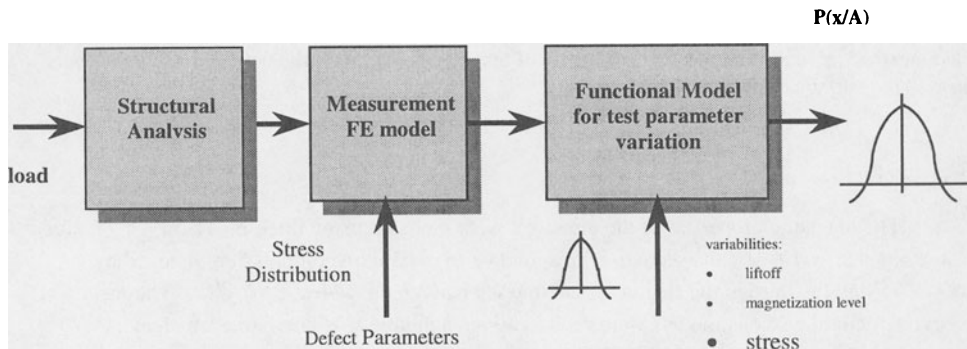 P(x/A)
Structural
Analysis
Measurement
FE model
Functional Model
for test parameter
variation
load
Stress
Distribution
Defect Parameters
variabilities:
• liftoff
• magnetization level
• stress